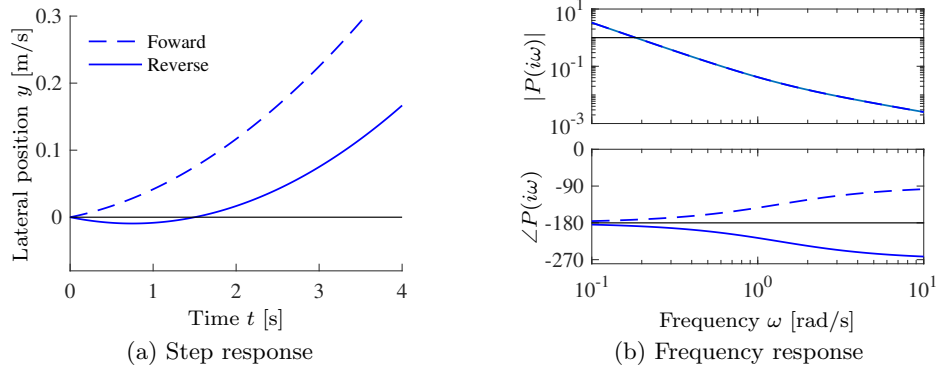 0.3
0.2
0.1
0
Lateral position y [m/s]
Foward
Reverse
0 1 2 3 4
Time t [s]
(a) Step response
10^1
10^-1
10^-3
|P(iω)|
0
-90
-180
-270
∠P(iω)
10^-1 10^0 10^1
Frequency ω [rad/s]
(b) Frequency response